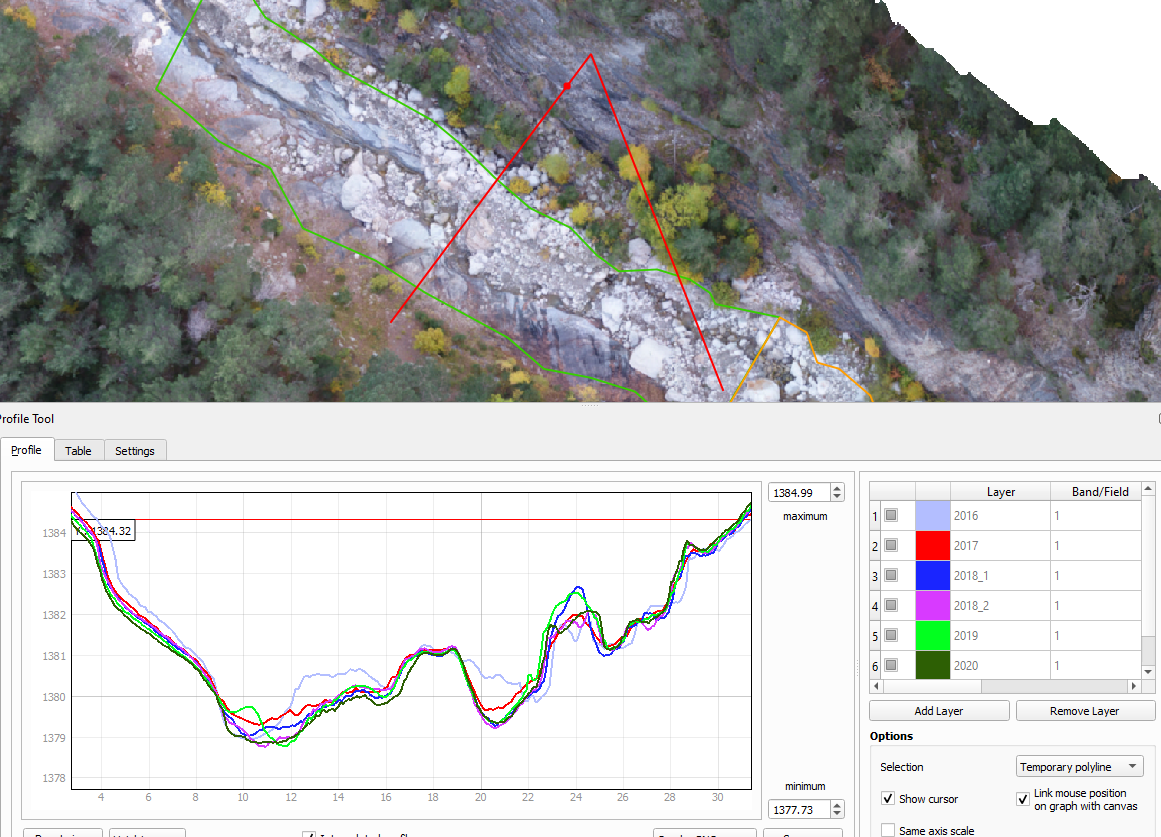 Profile Tool
Profile Table Settings
1384.99
maximum
1384.32
1384
1383
1382
1381
1380
1379
1378
4 6 8 10 12 14 16 18 20 22 24 26 28 30
minimum
1377.73
Layer Band/Field
1 2016 1
2 2017 1
3 2018_1 1
4 2018_2 1
5 2019 1
6 2020 1
Add Layer Remove Layer
Options
Selection Temporary polyline
Show cursor Link mouse position
on graph with canvas
Same axis scale